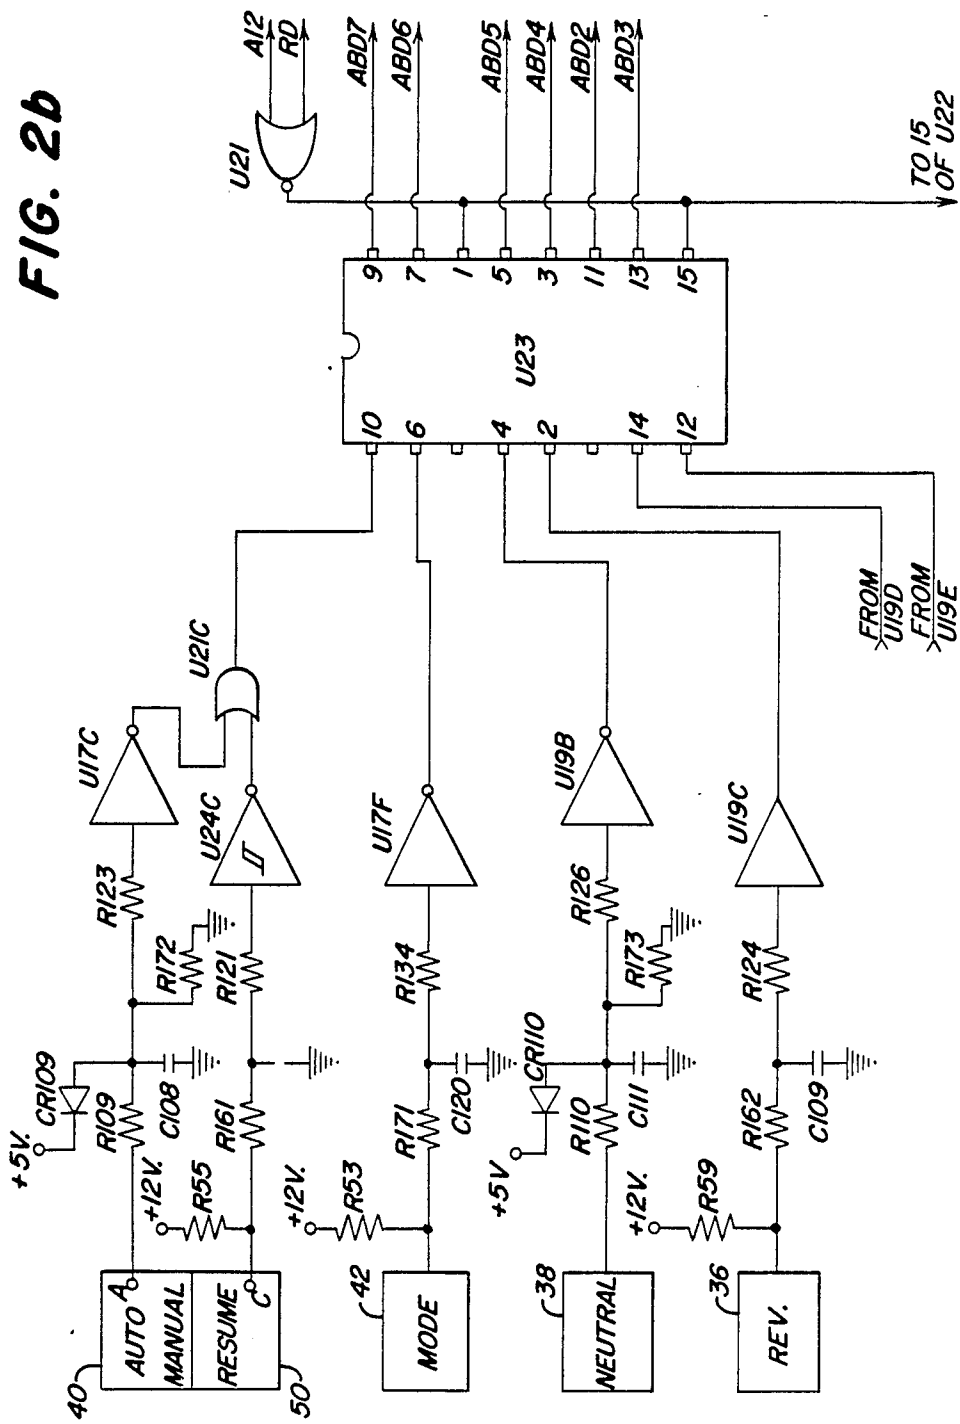 FIG. 2b
A12
RD
U21
ABD7
ABD6
ABD5
ABD4
ABD2
ABD3
TO 15
OF U22
9
7
1
5
3
11
13
15
U23
10
6
4
2
14
12
FROM
U19D
FROM
U19E
U21C
U17C
U24C
U17F
U19B
U19C
R123
R172
R121
R134
R126
R173
R124
CR109
+5V.
R109
C108
R161
+12V.
R55
R171
C120
+12V.
R53
CR110
+5V
R110
C111
R162
C109
+12V.
R59
40
AUTO A
MANUAL
RESUME
C
50
42
MODE
38
NEUTRAL
36
REV.